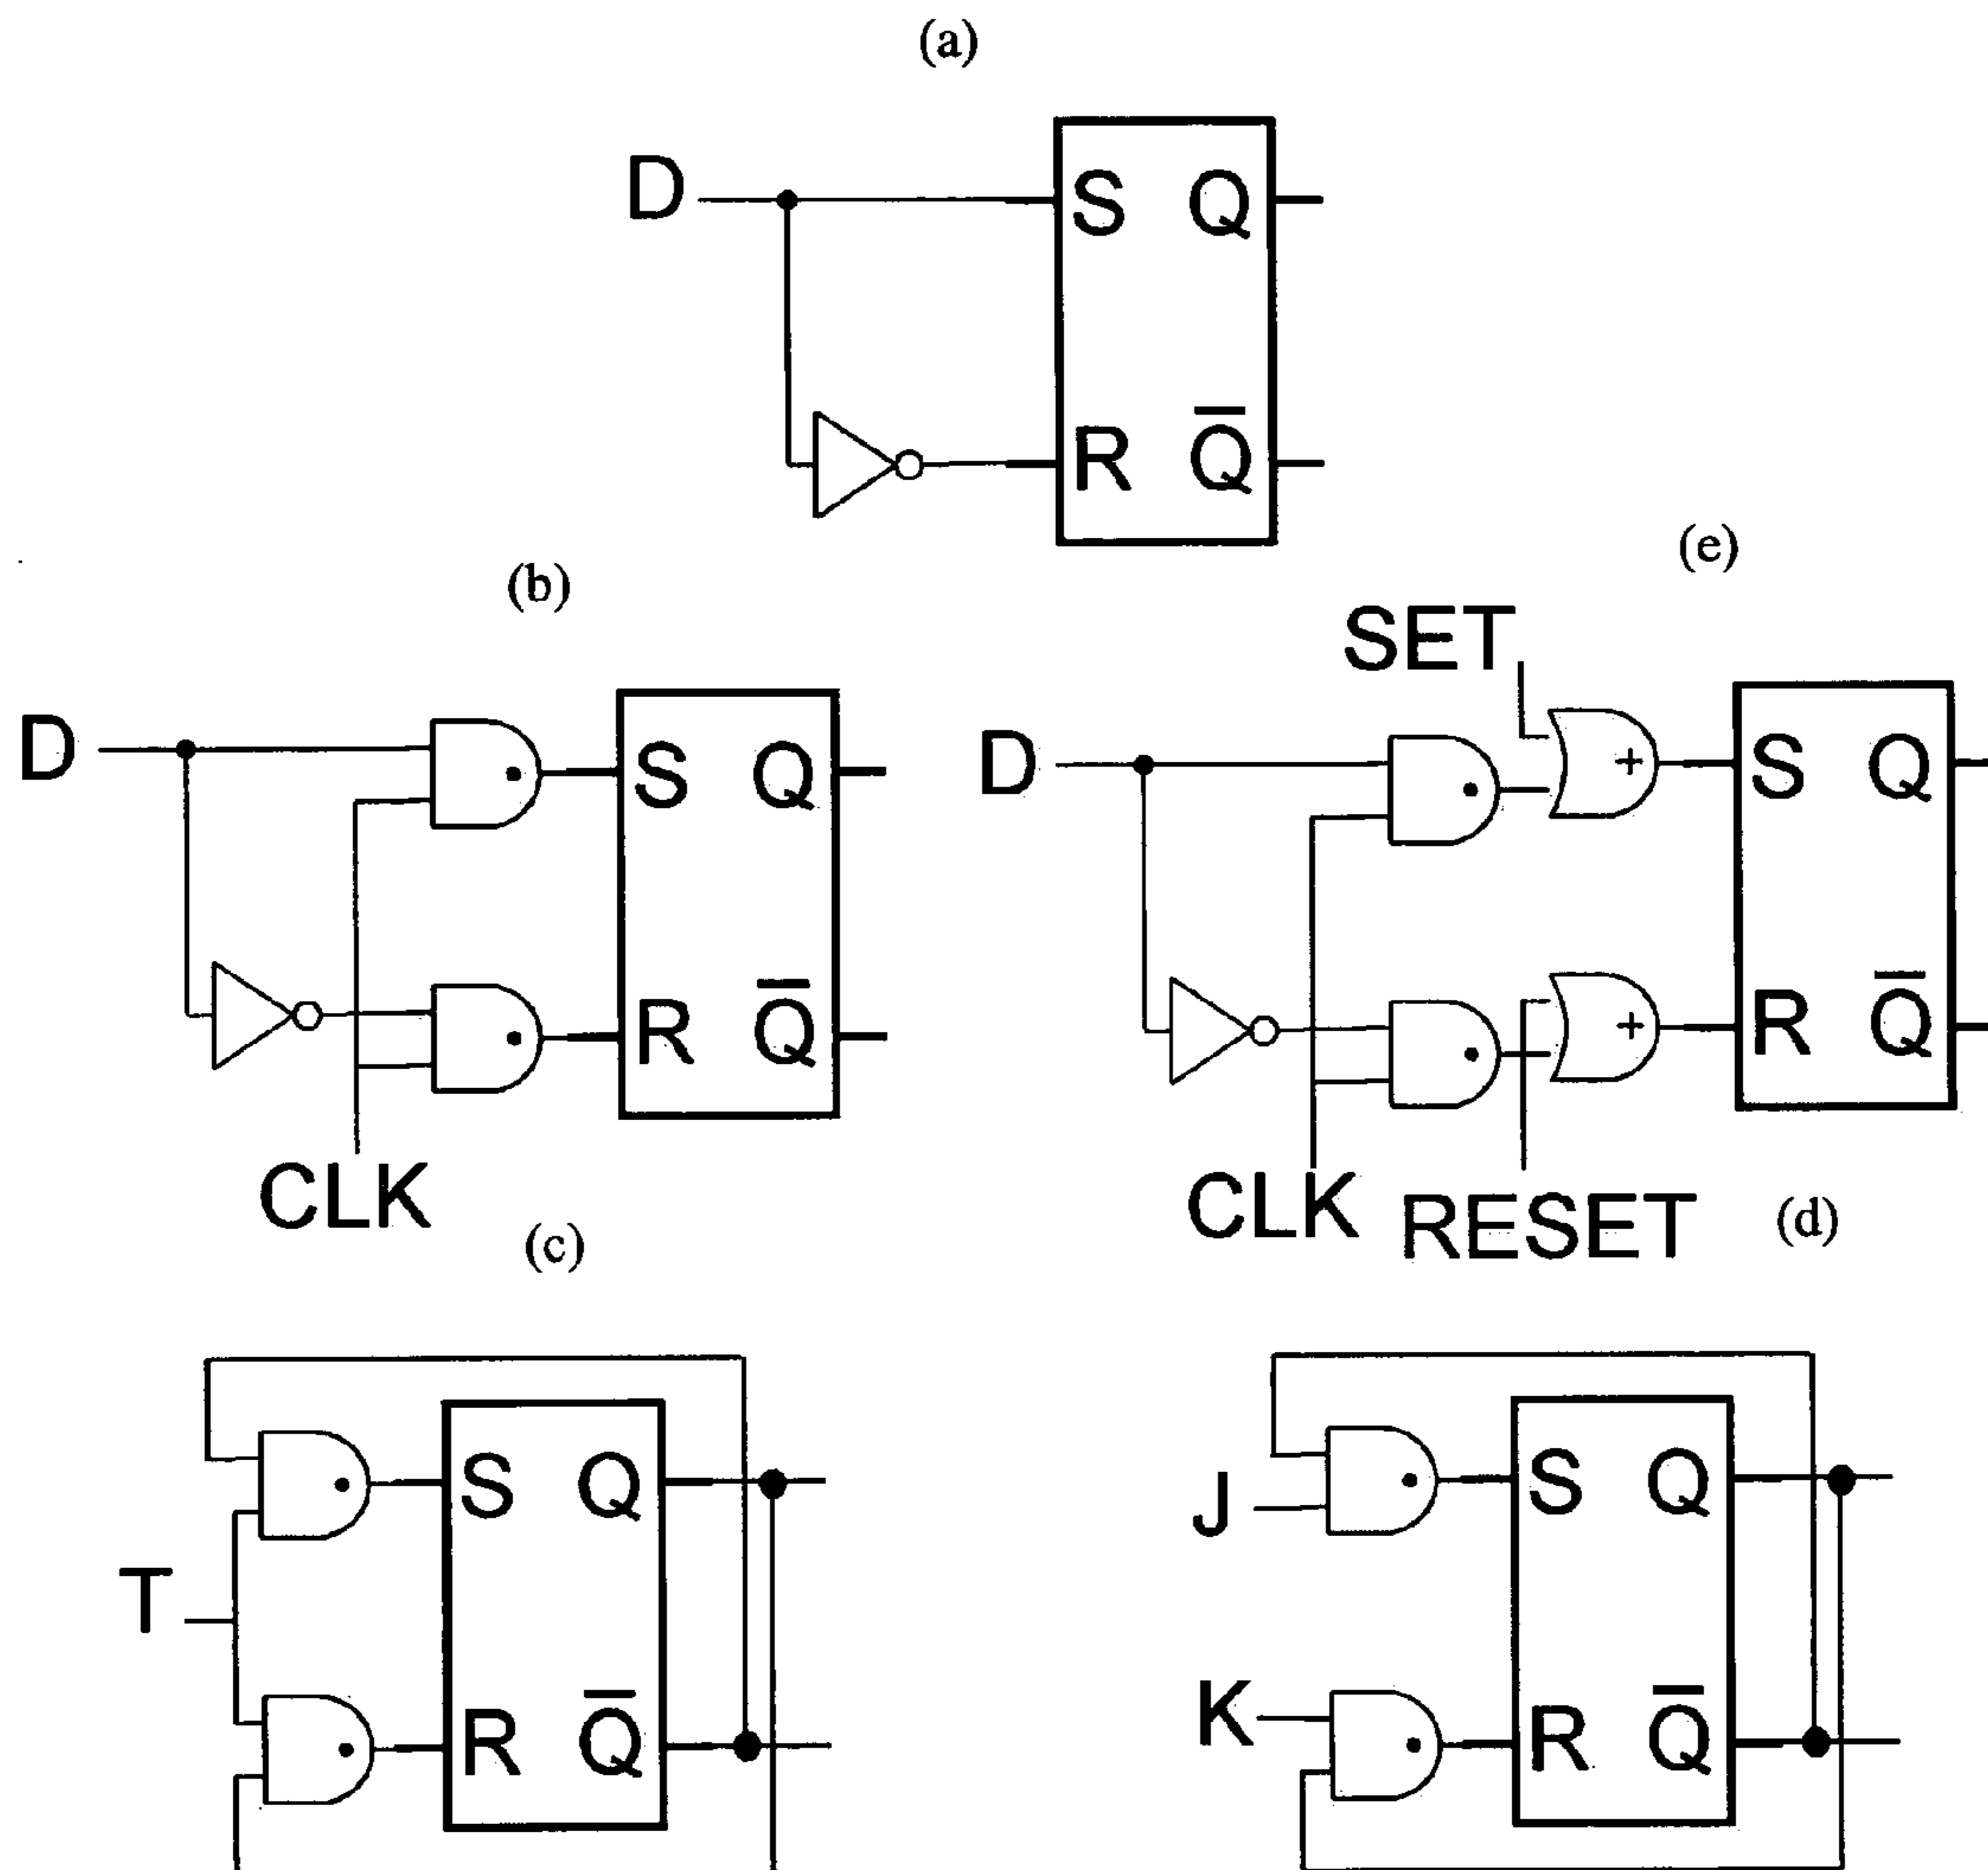 (a)
D
S Q
R Q̅
(b)
D
S Q
R Q̅
CLK
(e)
SET
D
S Q
R Q̅
CLK
RESET
(c)
T
S Q
R Q̅
(d)
J
K
S Q
R Q̅